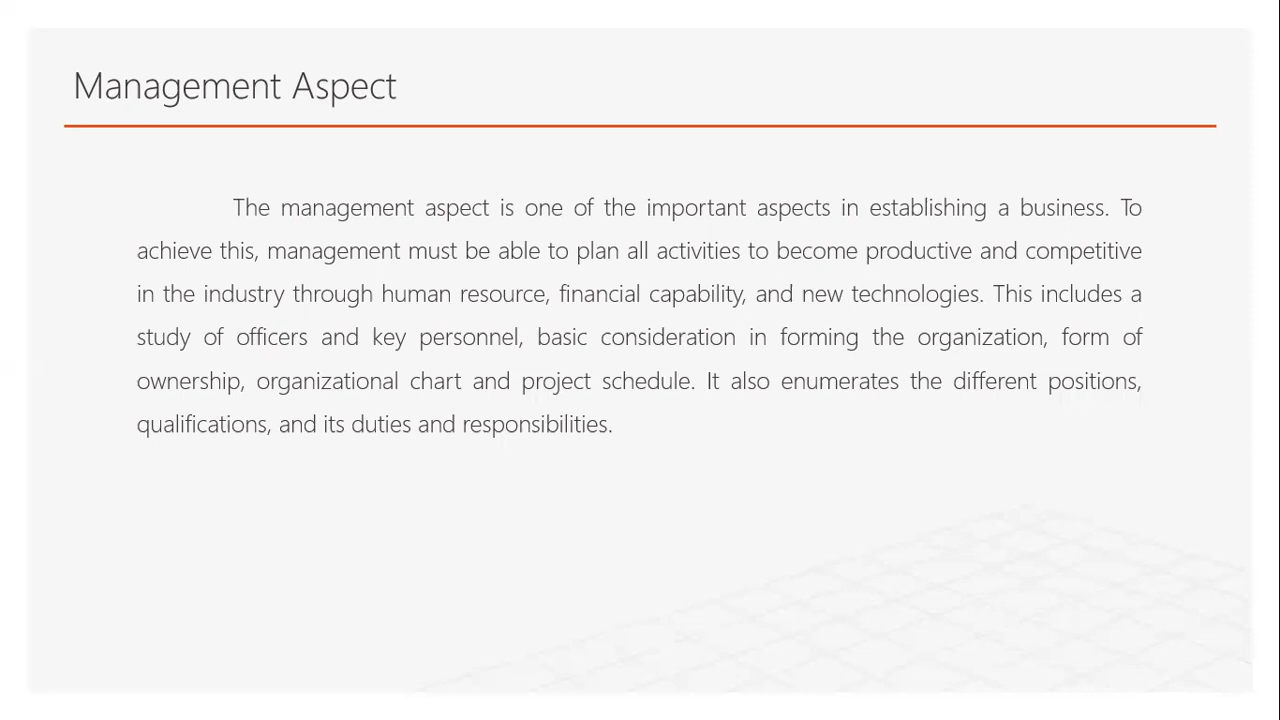 Management Aspect
The management aspect is one of the important aspects in establishing a business. To
achieve this, management must be able to plan all activities to become productive and competitive
in the industry through human resource, financial capability, and new technologies. This includes a
study of officers and key personnel, basic consideration in forming the organization, form of
ownership, organizational chart and project schedule. It also enumerates the different positions,
qualifications, and its duties and responsibilities.